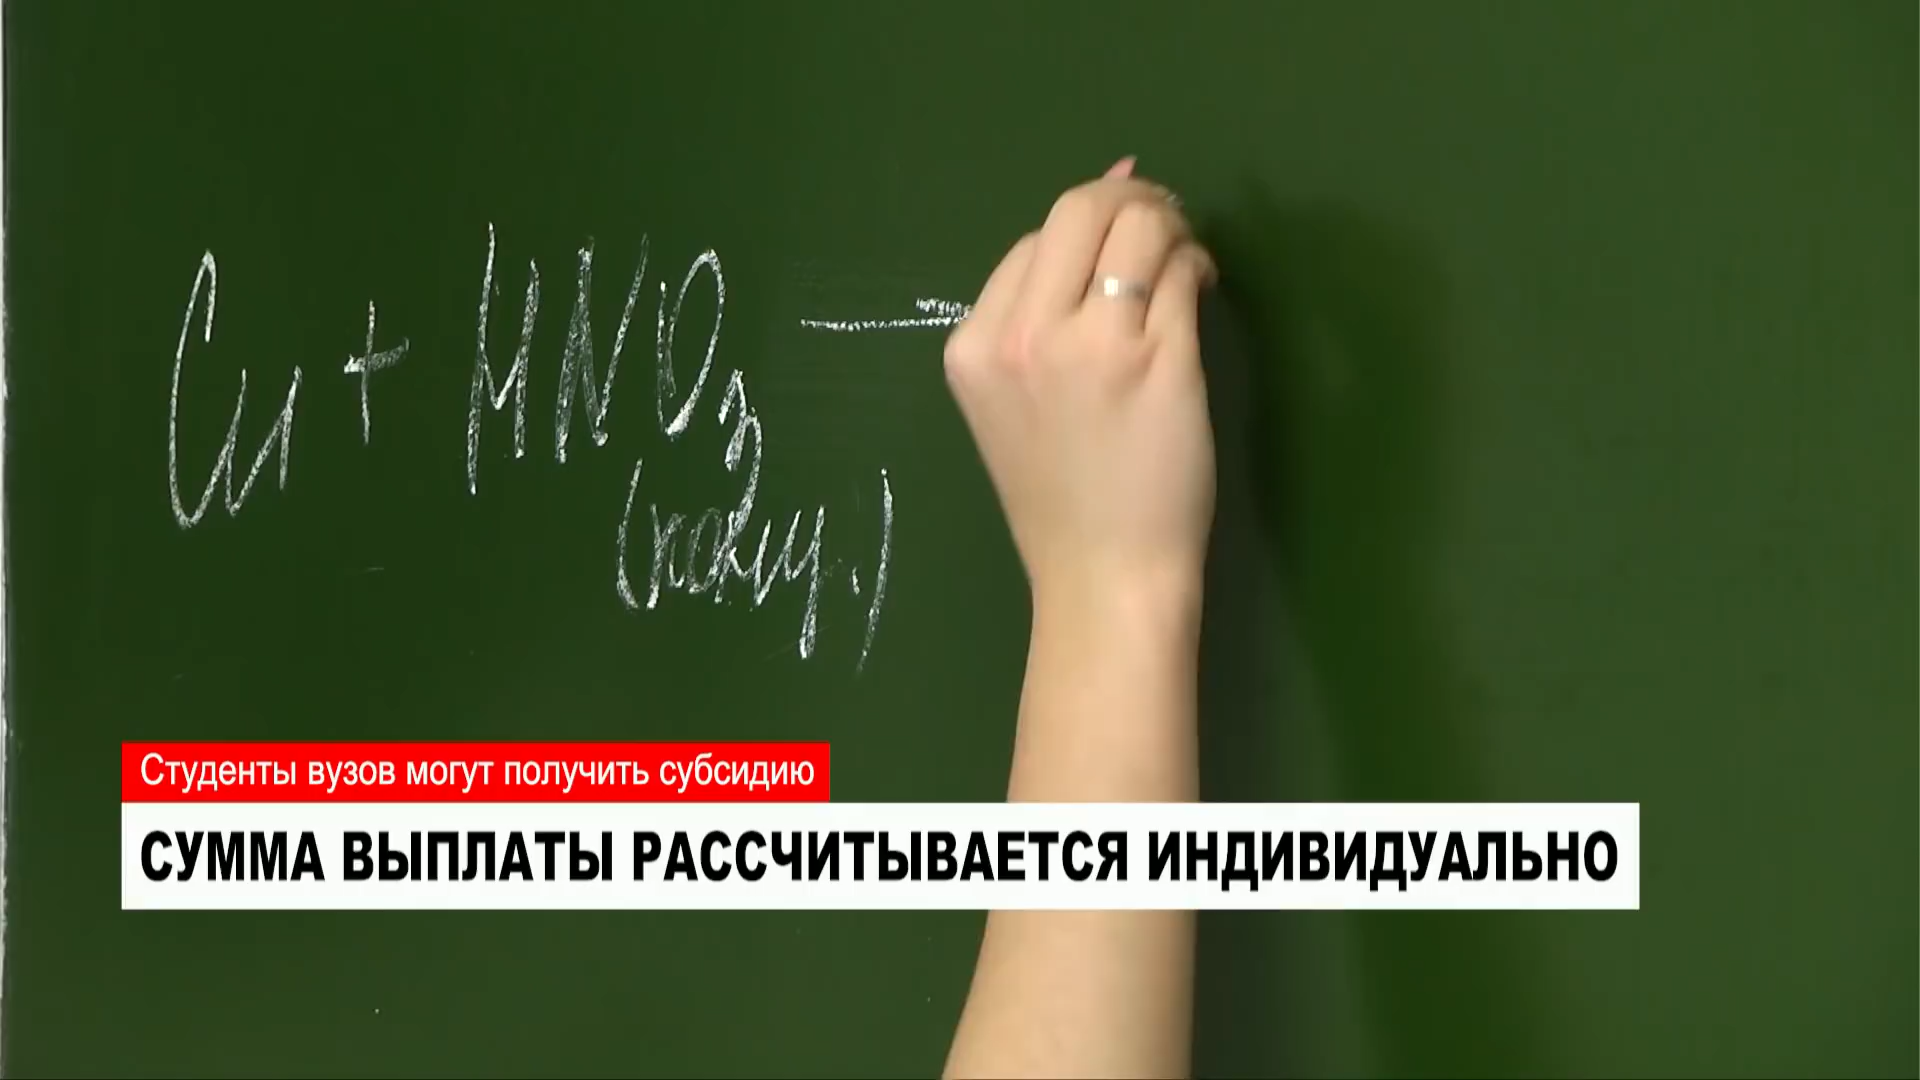 Cu + HNO3 →
(конц.)
Студенты вузов могут получить субсидию
СУММА ВЫПЛАТЫ РАССЧИТЫВАЕТСЯ ИНДИВИДУАЛЬНО